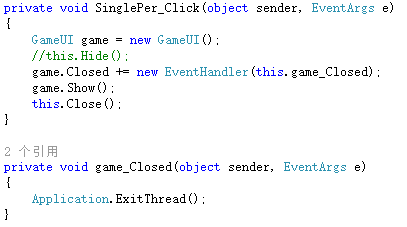 private void SinglePer_Click(object sender, EventArgs e)
{
GameUI game = new GameUI();
//this.Hide();
game.Closed += new EventHandler(this.game_Closed);
game.Show();
this.Close();
}
2 个引用
private void game_Closed(object sender, EventArgs e)
{
Application.ExitThread();
}